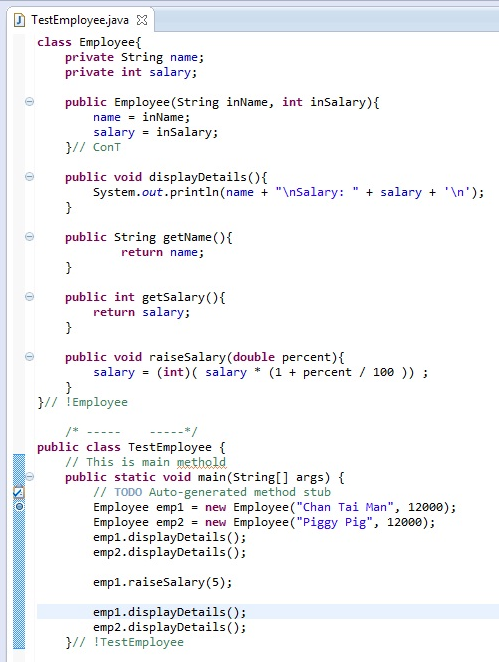 TestEmployee.java
class Employee{
private String name;
private int salary;
public Employee(String inName, int inSalary){
name = inName;
salary = inSalary;
}// ConT
public void displayDetails(){
System.out.println(name + "\nSalary: " + salary + '\n');
}
public String getName(){
return name;
}
public int getSalary(){
return salary;
}
public void raiseSalary(double percent){
salary = (int)( salary * (1 + percent / 100 )) ;
}
}// !Employee
/* ----- -----*/
public class TestEmployee {
// This is main methold
public static void main(String[] args) {
// TODO Auto-generated method stub
Employee emp1 = new Employee("Chan Tai Man", 12000);
Employee emp2 = new Employee("Piggy Pig", 12000);
emp1.displayDetails();
emp2.displayDetails();
emp1.raiseSalary(5);
emp1.displayDetails();
emp2.displayDetails();
}// !TestEmployee